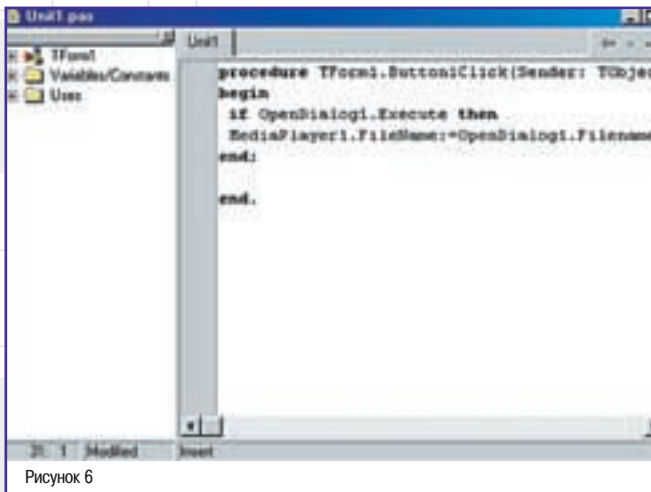 Unit1.pas
TForm1
Variables/Constants
Uses
Unit1
procedure TForm1.Button1Click(Sender: TObjec
begin
if OpenDialog1.Execute then
MediaPlayer1.FileName:=OpenDialog1.Filename
end;
end.
31: 1 Modified Insert
Рисунок 6